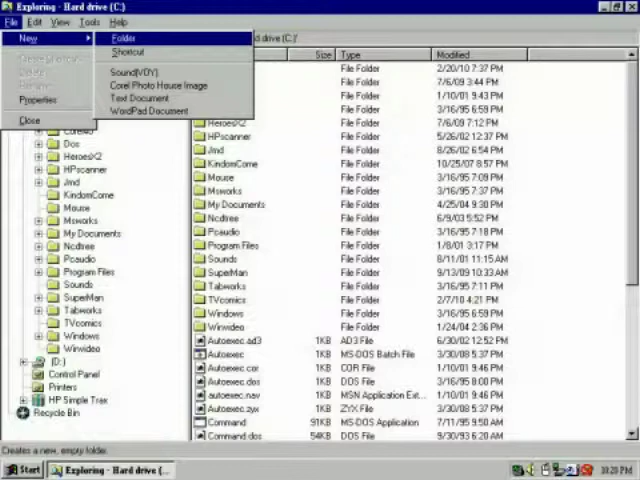 Exploring - Hard drive (C:)
File Edit View Tools Help
New
Folder
Shortcut
Sound(VOY)
Corel Photo House Image
Text Document
WordPad Document
Create Shortcut
Delete
Rename
Properties
Close
ard drive (C:)'
Size Type Modified
File Folder 2/20/10 7:37 PM
File Folder 7/6/09 3:44 PM
File Folder 1/10/01 9:43 PM
File Folder 3/16/95 6:59 PM
HeroesX2 File Folder 7/6/09 7:12 PM
HPscanner File Folder 5/26/02 12:37 PM
Jmd File Folder 8/26/02 6:54 PM
KindomCome File Folder 10/25/07 8:57 PM
Mouse File Folder 3/16/95 7:09 PM
Msworks File Folder 3/16/95 7:37 PM
My Documents File Folder 4/25/04 9:30 PM
Ncdtree File Folder 6/9/03 5:52 PM
Pcaudio File Folder 3/16/95 7:18 PM
Program Files File Folder 1/8/01 3:17 PM
Sounds File Folder 8/11/01 11:15 AM
SuperMan File Folder 9/13/09 10:33 AM
Tabworks File Folder 3/16/95 7:11 PM
TVcomics File Folder 2/7/10 4:21 PM
Windows File Folder 3/16/95 6:59 PM
Winvideo File Folder 1/24/04 2:36 PM
Autoexec.ad3 1KB AD3 File 6/30/02 12:52 PM
Autoexec 1KB MS-DOS Batch File 3/30/08 5:37 PM
Autoexec.cor 1KB COR File 3/30/08 5:37 PM
Autoexec.dos 1KB DOS File 3/16/95 8:00 PM
autoexec.nav 1KB MSN Application Ext... 3/30/08 5:37 PM
Autoexec.zyx 1KB ZYX File 3/30/08 5:37 PM
Command 91KB MS-DOS Application 7/11/95 9:50 AM
Command.dos 54KB DOS File 9/30/93 6:20 AM
Dos
HeroesX2
HPscanner
Jmd
KindomCome
Mouse
Msworks
My Documents
Ncdtree
Pcaudio
Program Files
Sounds
SuperMan
Tabworks
TVcomics
Windows
Winvideo
(D:)
Control Panel
Printers
HP Simple Trax
Recycle Bin
Creates a new, empty folder.
Start Exploring - Hard drive (... 10:20 PM